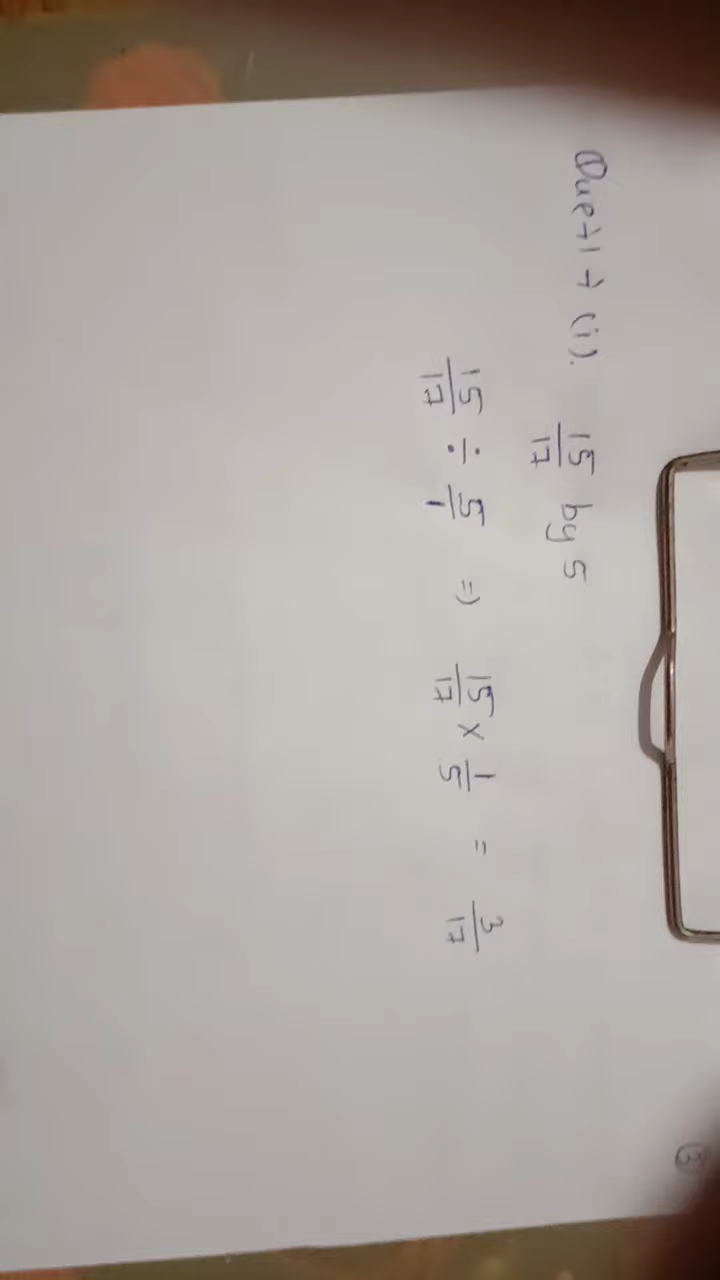 Que→1→ (i). 15/17 by 5
15/17 ÷ 5/1 => 15/17 × 1/5 = 3/17
③